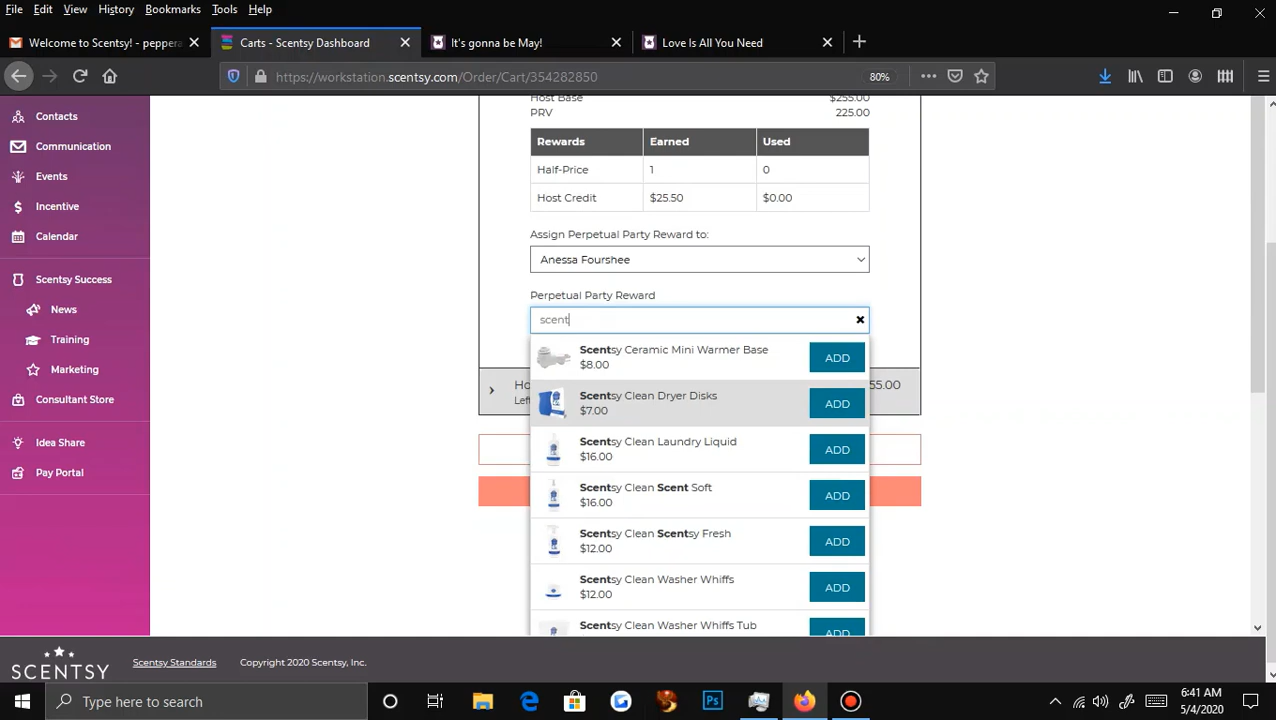 File Edit View History Bookmarks Tools Help
Welcome to Scentsy! - peppera
Carts - Scentsy Dashboard
It's gonna be May!
Love Is All You Need
https://workstation.scentsy.com/Order/Cart/354282850
80%
Contacts
Communication
Events
Incentive
Calendar
Scentsy Success
News
Training
Marketing
Consultant Store
Idea Share
Pay Portal
Host Base $255.00
PRV 225.00
Rewards Earned Used
Half-Price 1 0
Host Credit $25.50 $0.00
Assign Perpetual Party Reward to:
Anessa Fourshee
Perpetual Party Reward
scent
Scentsy Ceramic Mini Warmer Base
$8.00
ADD
Scentsy Clean Dryer Disks
$7.00
ADD
Scentsy Clean Laundry Liquid
$16.00
ADD
Scentsy Clean Scent Soft
$16.00
ADD
Scentsy Clean Scentsy Fresh
$12.00
ADD
Scentsy Clean Washer Whiffs
$12.00
ADD
Scentsy Clean Washer Whiffs Tub
ADD
SCENTSY
Scentsy Standards
Copyright 2020 Scentsy, Inc.
Type here to search
6:41 AM
5/4/2020